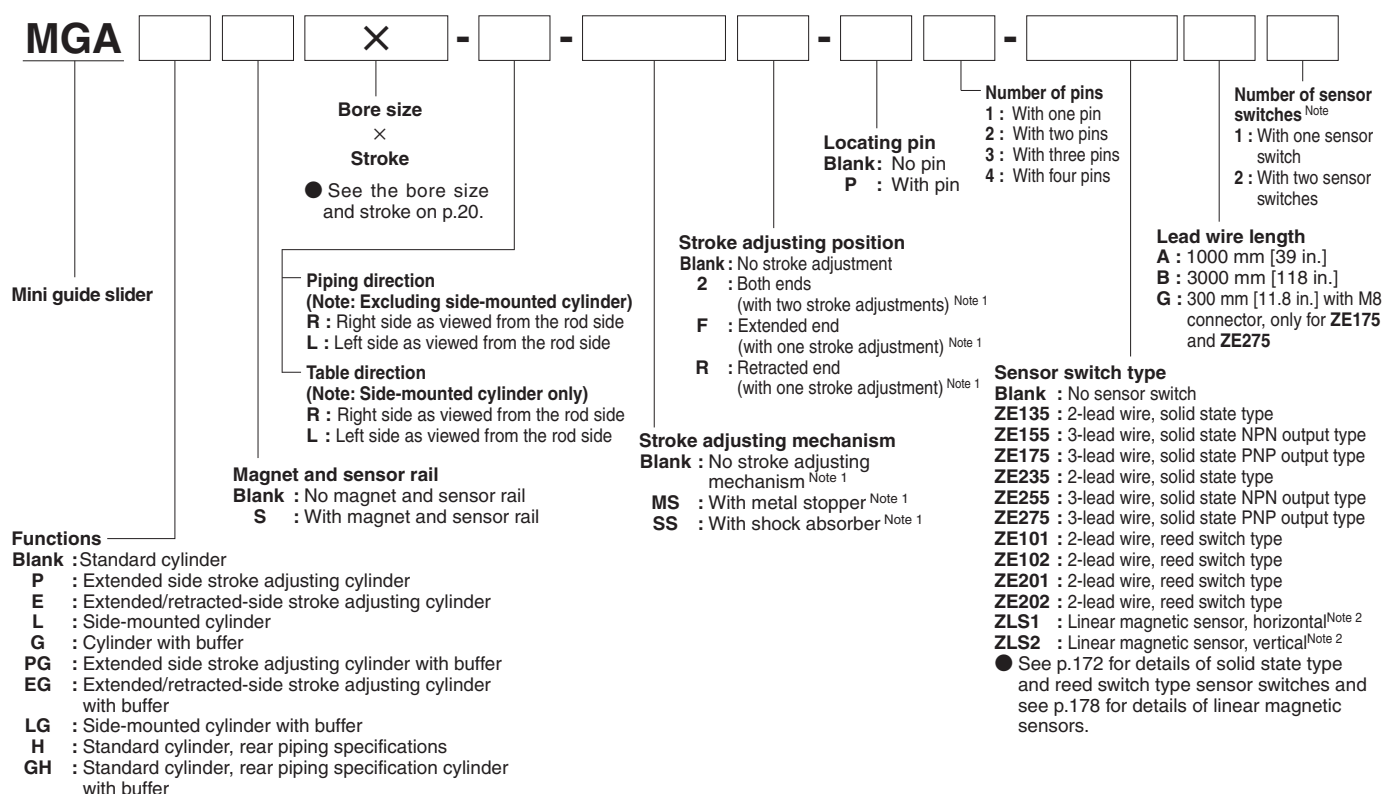 MGA × - - - -
Bore size
×
Stroke
● See the bore size
and stroke on p.20.
Number of pins
1 : With one pin
2 : With two pins
3 : With three pins
4 : With four pins
Number of sensor
switches Note
1 : With one sensor
switch
2 : With two sensor
switches
Locating pin
Blank : No pin
P : With pin
Lead wire length
A : 1000 mm [39 in.]
B : 3000 mm [118 in.]
G : 300 mm [11.8 in.] with M8
connector, only for ZE175
and ZE275
Stroke adjusting position
Blank : No stroke adjustment
2 : Both ends
(with two stroke adjustments) Note 1
F : Extended end
(with one stroke adjustment) Note 1
R : Retracted end
(with one stroke adjustment) Note 1
Mini guide slider
Piping direction
(Note: Excluding side-mounted cylinder)
R : Right side as viewed from the rod side
L : Left side as viewed from the rod side
Table direction
(Note: Side-mounted cylinder only)
R : Right side as viewed from the rod side
L : Left side as viewed from the rod side
Sensor switch type
Blank : No sensor switch
ZE135 : 2-lead wire, solid state type
ZE155 : 3-lead wire, solid state NPN output type
ZE175 : 3-lead wire, solid state PNP output type
ZE235 : 2-lead wire, solid state type
ZE255 : 3-lead wire, solid state NPN output type
ZE275 : 3-lead wire, solid state PNP output type
ZE101 : 2-lead wire, reed switch type
ZE102 : 2-lead wire, reed switch type
ZE201 : 2-lead wire, reed switch type
ZE202 : 2-lead wire, reed switch type
ZLS1 : Linear magnetic sensor, horizontal Note 2
ZLS2 : Linear magnetic sensor, vertical Note 2
● See p.172 for details of solid state type
and reed switch type sensor switches and
see p.178 for details of linear magnetic
sensors.
Stroke adjusting mechanism
Blank : No stroke adjusting
mechanism Note 1
MS : With metal stopper Note 1
SS : With shock absorber Note 1
Magnet and sensor rail
Blank : No magnet and sensor rail
S : With magnet and sensor rail
Functions
Blank : Standard cylinder
P : Extended side stroke adjusting cylinder
E : Extended/retracted-side stroke adjusting cylinder
L : Side-mounted cylinder
G : Cylinder with buffer
PG : Extended side stroke adjusting cylinder with buffer
EG : Extended/retracted-side stroke adjusting cylinder
with buffer
LG : Side-mounted cylinder with buffer
H : Standard cylinder, rear piping specifications
GH : Standard cylinder, rear piping specification cylinder
with buffer